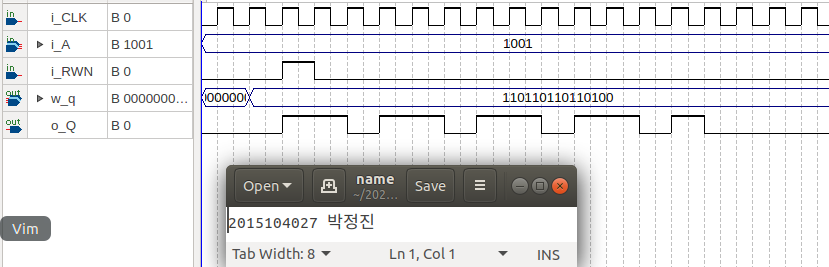 in
i_CLK
B 0
in
i_A
B 1001
1001
in
i_RWN
B 0
out
w_q
B 0000000...
110110110110100
out
o_Q
B 0
Open
name
~/202...
Save
2015104027 박정진
Vim
Tab Width: 8
Ln 1, Col 1
INS